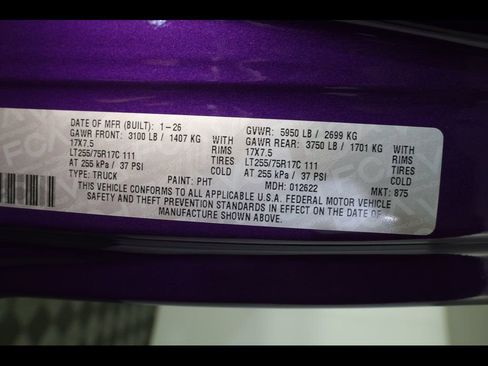 DATE OF MFR (BUILT): 1-26 GVWR: 5950 LB / 2699 KG
GAWR FRONT: 3100 LB / 1407 KG WITH GAWR REAR: 3750 LB / 1701 KG WITH
17X7.5 RIMS 17X7.5 RIMS
LT255/75R17C 111 TIRES LT255/75R17C 111 TIRES
AT 255 kPa / 37 PSI COLD AT 255 kPa / 37 PSI COLD
TYPE: TRUCK PAINT: PHT MDH: 012622 MKT: 875
THIS VEHICLE CONFORMS TO ALL APPLICABLE U.S.A. FEDERAL MOTOR VEHICLE
SAFETY AND THEFT PREVENTION STANDARDS IN EFFECT ON THE DATE OF
MANUFACTURE SHOWN ABOVE.